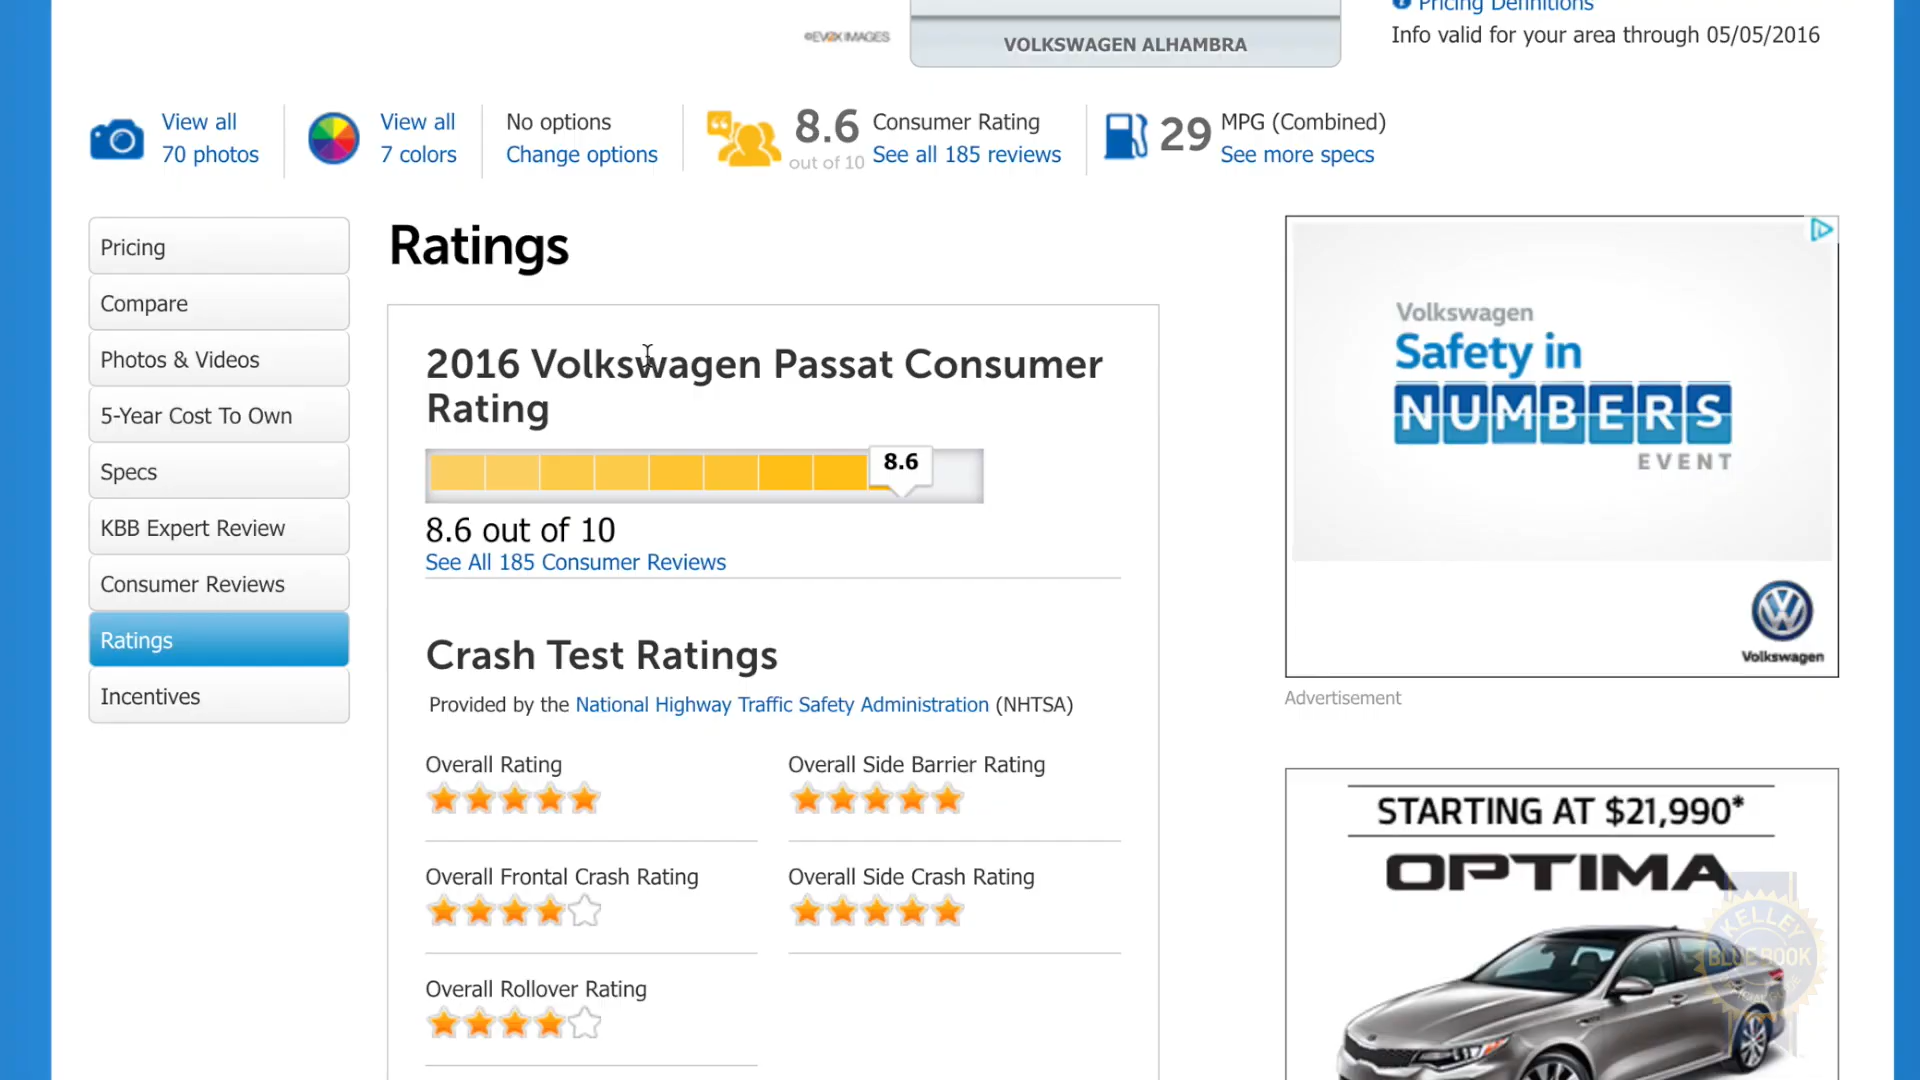 Pricing Definitions
Info valid for your area through 05/05/2016
©EVOX IMAGES
VOLKSWAGEN ALHAMBRA
View all
70 photos
View all
7 colors
No options
Change options
8.6
out of 10
Consumer Rating
See all 185 reviews
29
MPG (Combined)
See more specs
Pricing
Compare
Photos & Videos
5-Year Cost To Own
Specs
KBB Expert Review
Consumer Reviews
Ratings
Incentives
Ratings
2016 Volkswagen Passat Consumer
Rating
8.6
8.6 out of 10
See All 185 Consumer Reviews
Crash Test Ratings
Provided by the National Highway Traffic Safety Administration (NHTSA)
Overall Rating
Overall Side Barrier Rating
Overall Frontal Crash Rating
Overall Side Crash Rating
Overall Rollover Rating
Volkswagen
Safety in
NUMBERS
EVENT
Volkswagen
Advertisement
STARTING AT $21,990*
OPTIMA
KELLEY
BLUE BOOK